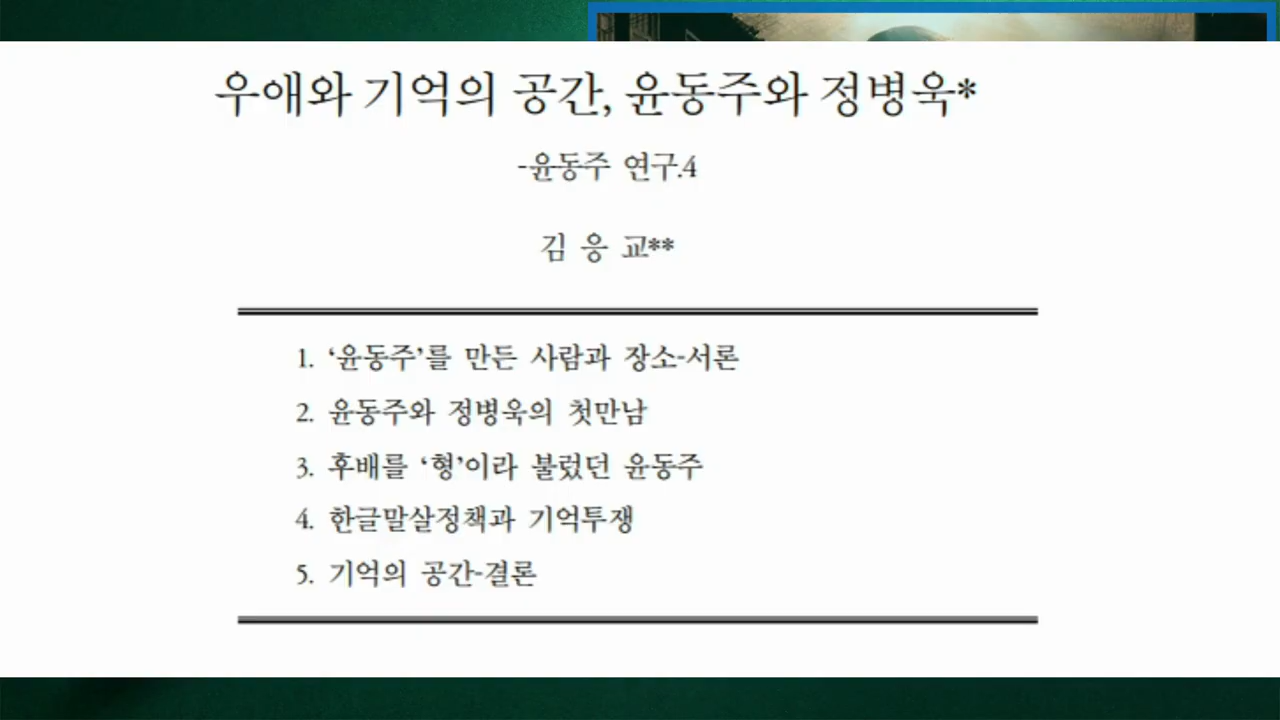 우애와 기억의 공간, 윤동주와 정병욱*
-윤동주 연구.4
김 응 교**
1. ‘윤동주’를 만든 사람과 장소-서론
2. 윤동주와 정병욱의 첫만남
3. 후배를 ‘형’이라 불렀던 윤동주
4. 한글말살정책과 기억투쟁
5. 기억의 공간-결론